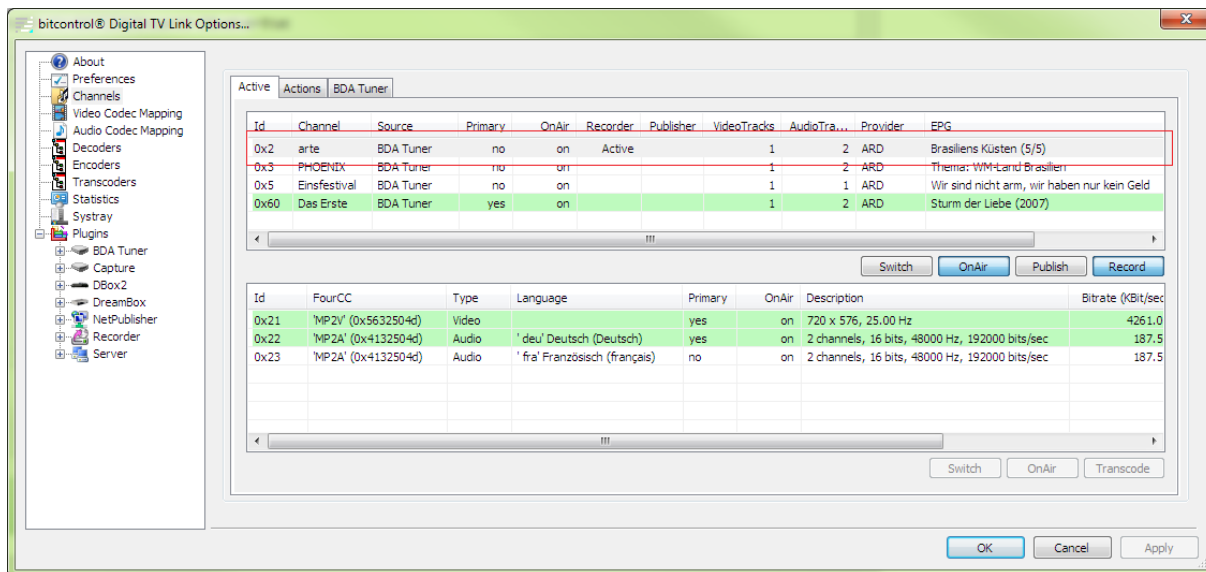 bitcontrol® Digital TV Link Options...
About
Preferences
Channels
Video Codec Mapping
Audio Codec Mapping
Decoders
Encoders
Transcoders
Statistics
Systray
Plugins
BDA Tuner
Capture
DBox2
DreamBox
NetPublisher
Recorder
Server
Active Actions BDA Tuner
Id Channel Source Primary OnAir Recorder Publisher VideoTracks AudioTra... Provider EPG
0x2 arte BDA Tuner no on Active 1 2 ARD Brasiliens Küsten (5/5)
0x3 PHOENIX BDA Tuner no on 1 2 ARD Thema: WM-Land Brasilien
0x5 Einsfestival BDA Tuner no on 1 1 ARD Wir sind nicht arm, wir haben nur kein Geld
0x60 Das Erste BDA Tuner yes on 1 2 ARD Sturm der Liebe (2007)
Switch OnAir Publish Record
Id FourCC Type Language Primary OnAir Description Bitrate (KBit/sec
0x21 'MP2V' (0x5632504d) Video yes on 720 x 576, 25.00 Hz 4261.0
0x22 'MP2A' (0x4132504d) Audio ' deu' Deutsch (Deutsch) yes on 2 channels, 16 bits, 48000 Hz, 192000 bits/sec 187.5
0x23 'MP2A' (0x4132504d) Audio ' fra' Französisch (français) no on 2 channels, 16 bits, 48000 Hz, 192000 bits/sec 187.5
Switch OnAir Transcode
OK Cancel Apply